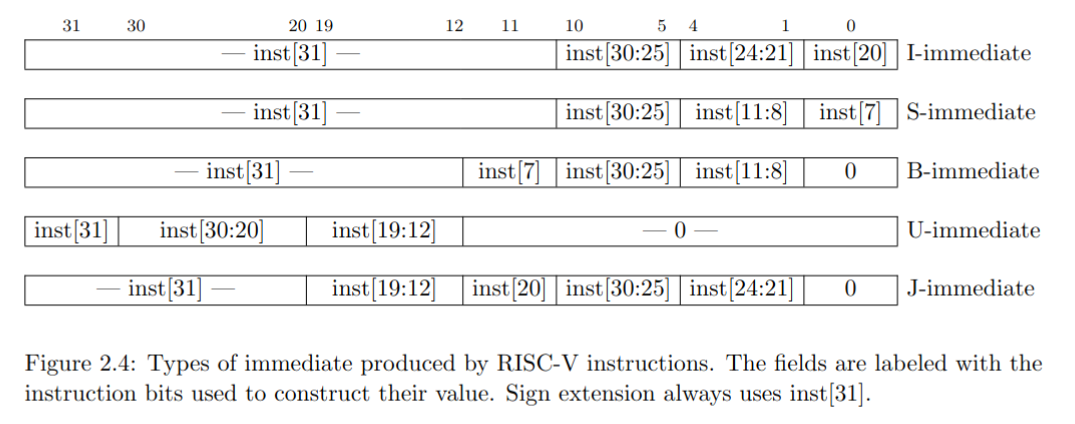 31 30 20 19 12 11 10 5 4 1 0
— inst[31] — inst[30:25] inst[24:21] inst[20] I-immediate
— inst[31] — inst[30:25] inst[11:8] inst[7] S-immediate
— inst[31] — inst[7] inst[30:25] inst[11:8] 0 B-immediate
inst[31] inst[30:20] inst[19:12] — 0 — U-immediate
— inst[31] — inst[19:12] inst[20] inst[30:25] inst[24:21] 0 J-immediate
Figure 2.4: Types of immediate produced by RISC-V instructions. The fields are labeled with the
instruction bits used to construct their value. Sign extension always uses inst[31].